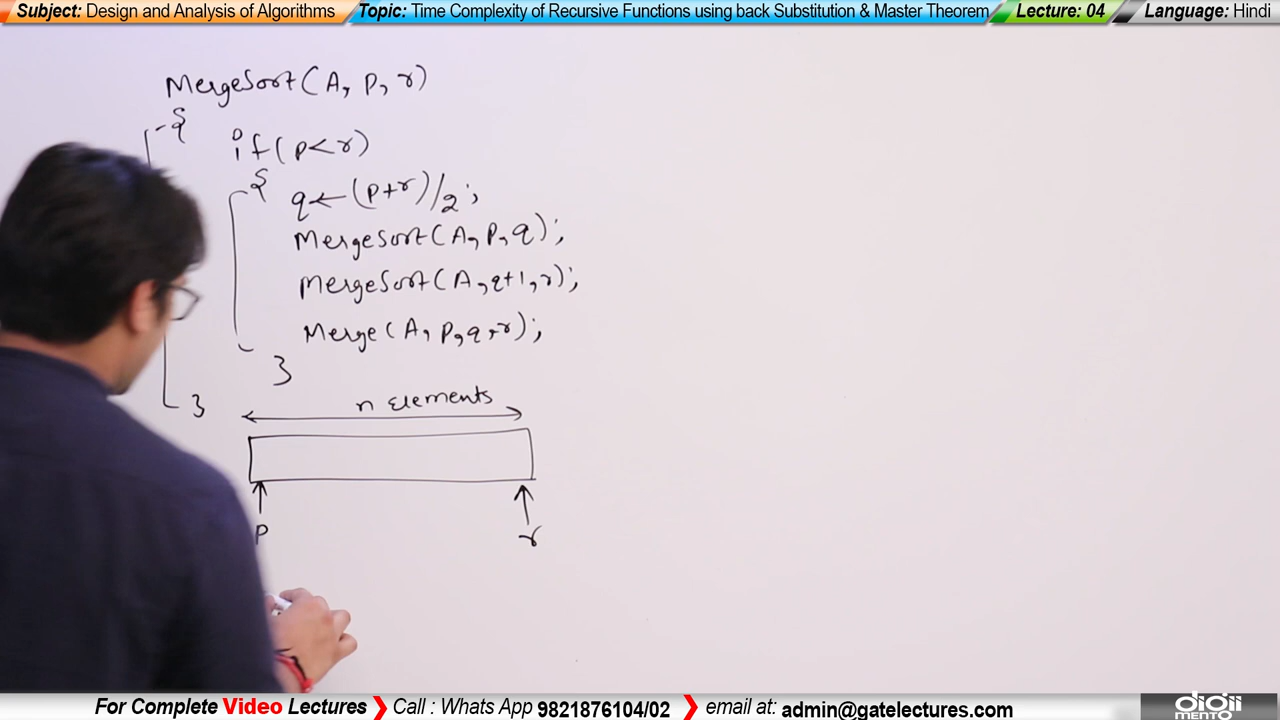 Subject: Design and Analysis of Algorithms
Topic: Time Complexity of Recursive Functions using back Substitution & Master Theorem
Lecture: 04
Language: Hindi
MergeSort(A, p, r)
{
if(p<r)
{
q←(p+r)/2;
MergeSort(A,p,q);
MergeSort(A,q+1,r);
Merge(A,p,q,r);
}
}
n Elements
p
r
For Complete Video Lectures ❯ Call : Whats App 9821876104/02 ❯ email at: admin@gatelectures.com
digii
MENTO